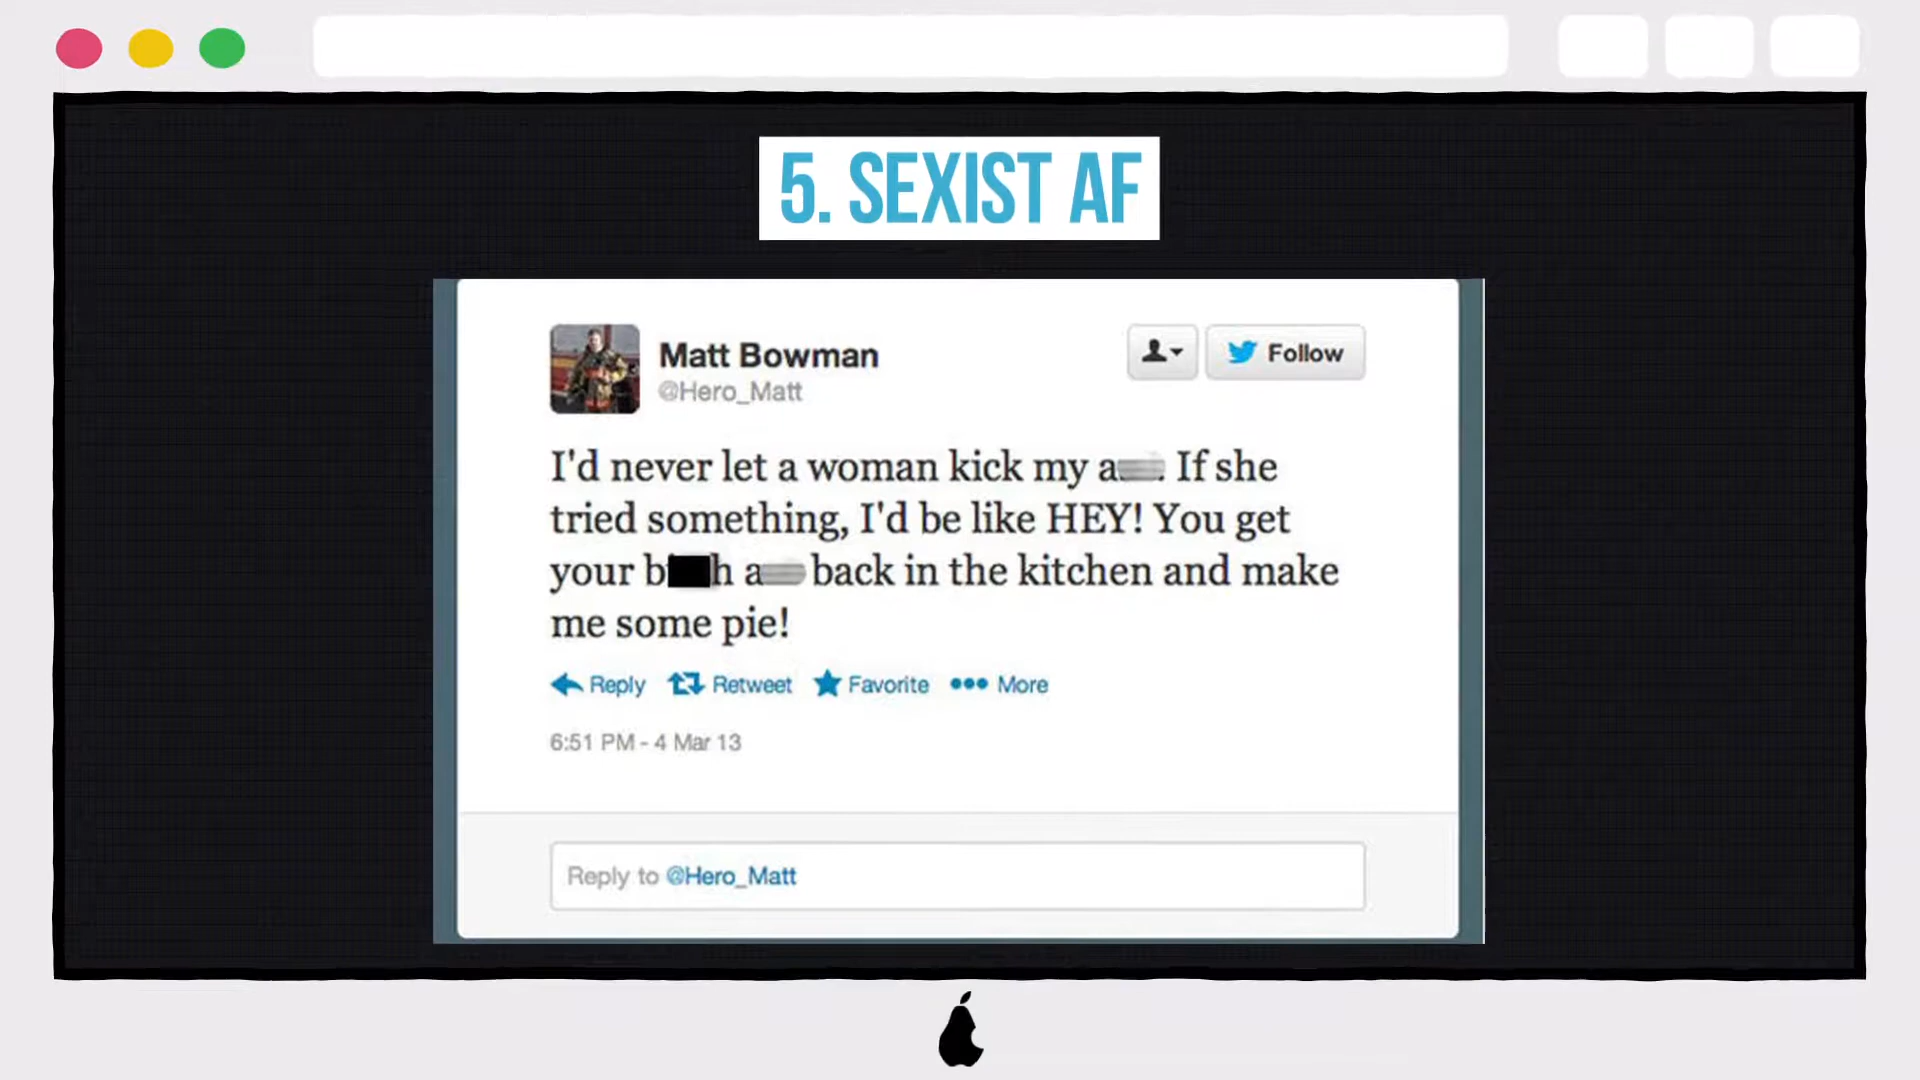 5. SEXIST AF
Matt Bowman
@Hero_Matt
Follow
I'd never let a woman kick my a. If she
tried something, I'd be like HEY! You get
your b h a back in the kitchen and make
me some pie!
Reply Retweet Favorite More
6:51 PM - 4 Mar 13
Reply to @Hero_Matt